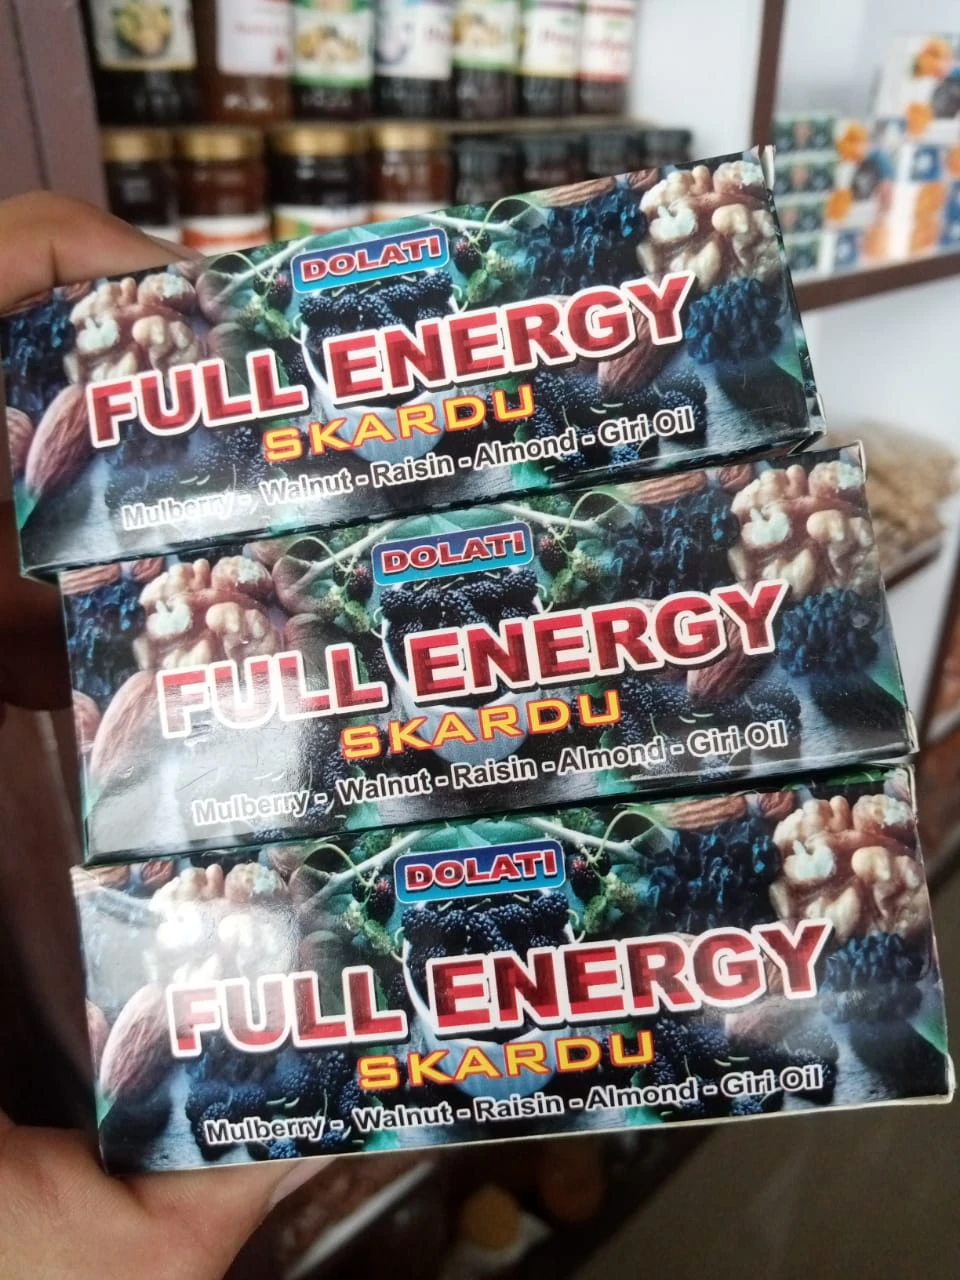 DOLATI
FULL ENERGY
SKARDU
Mulberry - Walnut - Raisin - Almond - Giri Oil
DOLATI
FULL ENERGY
SKARDU
Mulberry - Walnut - Raisin - Almond - Giri Oil
DOLATI
FULL ENERGY
SKARDU
Mulberry - Walnut - Raisin - Almond - Giri Oil